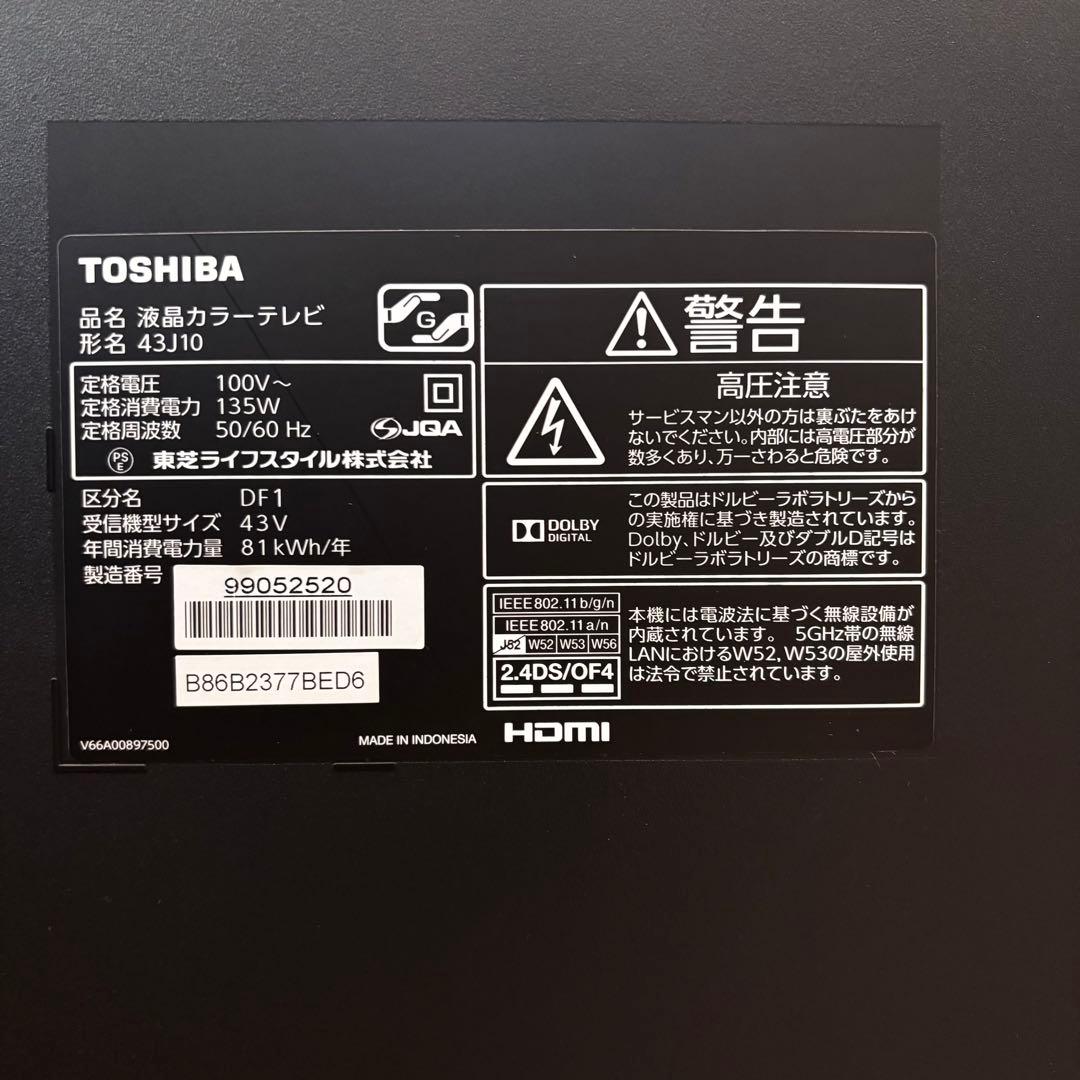 TOSHIBA
品名 液晶カラーテレビ
形名 43J10
G
定格電圧 100V～
定格消費電力 135W
定格周波数 50/60 Hz
JQA
PS
E
東芝ライフスタイル株式会社
区分名 DF1
受信機型サイズ 43V
年間消費電力量 81kWh/年
製造番号
99052520
B86B2377BED6
V66A00897500
MADE IN INDONESIA
警告
高圧注意
サービスマン以外の方は裏ぶたをあけ
ないでください。内部には高電圧部分が
数多くあり、万一さわると危険です。
DOLBY
DIGITAL
この製品はドルビーラボラトリーズから
の実施権に基づき製造されています。
Dolby、ドルビー及びダブルD記号は
ドルビーラボラトリーズの商標です。
IEEE802.11b/g/n
IEEE802.11a/n
J52 W52 W53 W56
2.4DS/OF4
本機には電波法に基づく無線設備が
内蔵されています。 5GHz帯の無線
LANにおけるW52, W53の屋外使用
は法令で禁止されています。
HDMI